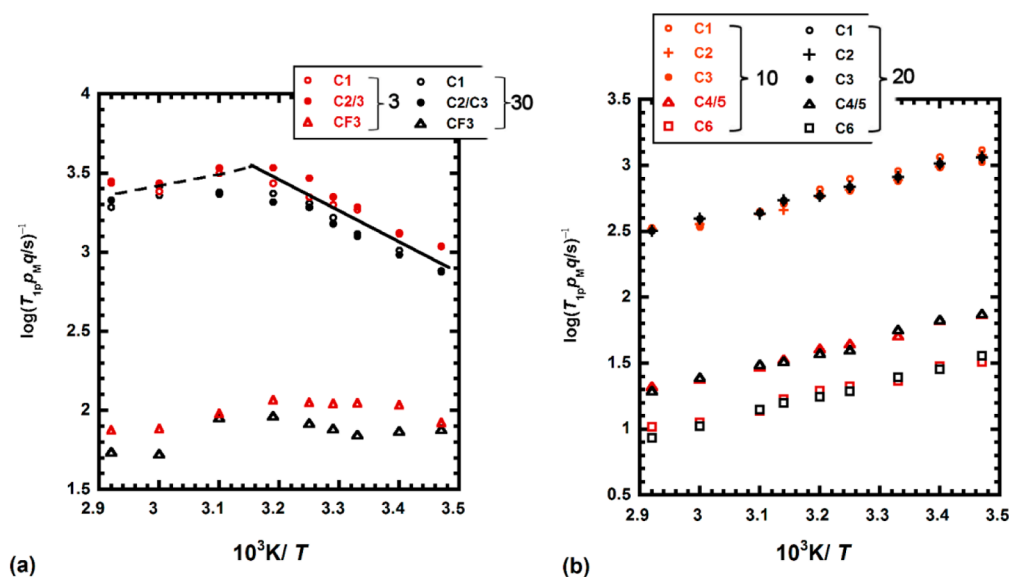 C1
C2/3
CF3
3
C1
C2/C3
CF3
30
4
3.5
3
2.5
2
1.5
log(T1p pM q/s)⁻¹
2.9 3 3.1 3.2 3.3 3.4 3.5
10³K/ T
(a)
C1
C2
C3
C4/5
C6
10
C1
C2
C3
C4/5
C6
20
3.5
3
2.5
2
1.5
1
0.5
log(T1p pM q/s)⁻¹
2.9 3 3.1 3.2 3.3 3.4 3.5
10³K/ T
(b)